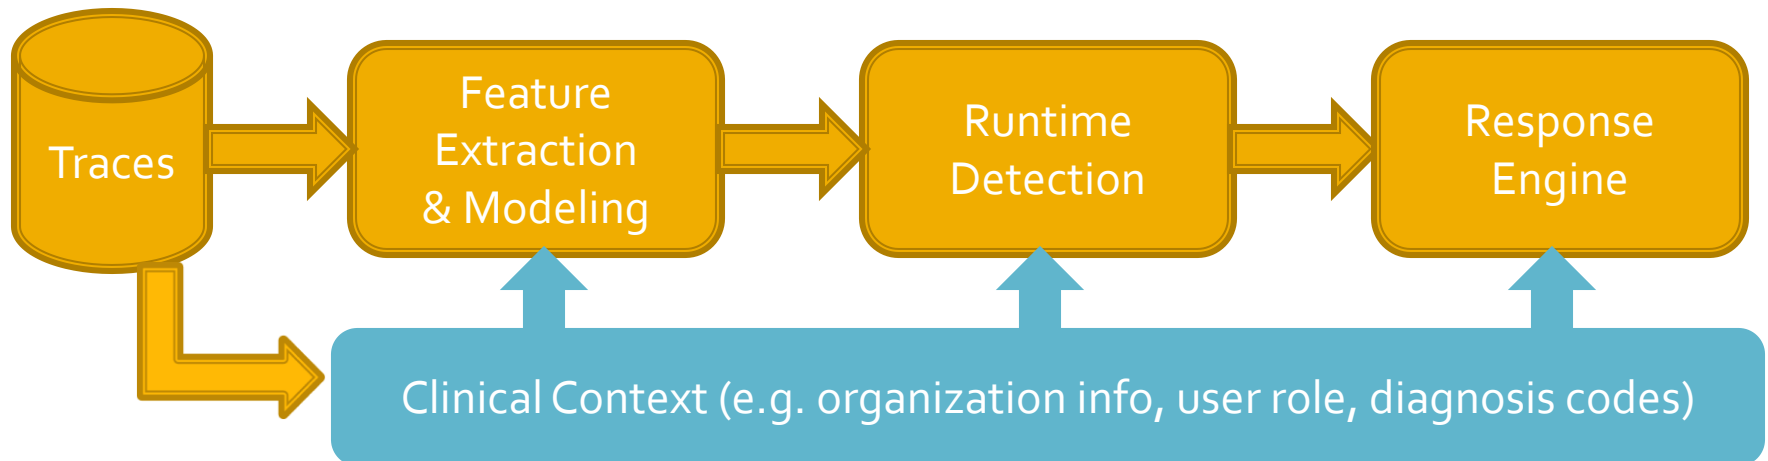 Traces
Feature
Extraction
& Modeling
Runtime
Detection
Response
Engine
Clinical Context (e.g. organization info, user role, diagnosis codes)